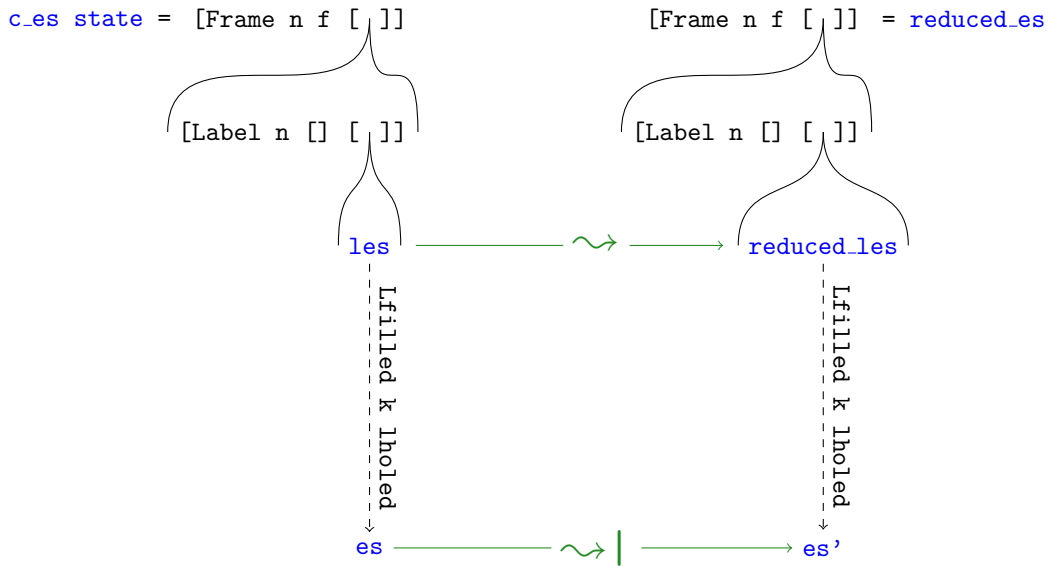 c_es state = [Frame n f [ ]] [Frame n f [ ]] = reduced_es
[Label n [] [ ]] [Label n [] [ ]]
les ⤳ reduced_les
Lfilled k lholed Lfilled k lholed
es ⤳| es'